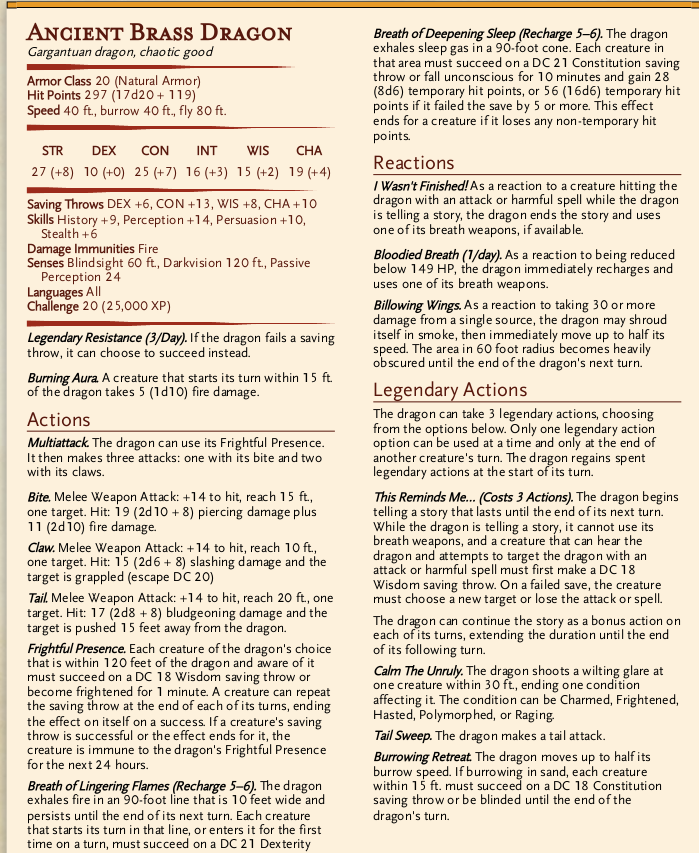 Ancient Brass Dragon
Gargantuan dragon, chaotic good
Armor Class 20 (Natural Armor)
Hit Points 297 (17d20 + 119)
Speed 40 ft., burrow 40 ft., fly 80 ft.
STR DEX CON INT WIS CHA
27 (+8) 10 (+0) 25 (+7) 16 (+3) 15 (+2) 19 (+4)
Saving Throws DEX +6, CON +13, WIS +8, CHA +10
Skills History +9, Perception +14, Persuasion +10,
Stealth +6
Damage Immunities Fire
Senses Blindsight 60 ft., Darkvision 120 ft., Passive
Perception 24
Languages All
Challenge 20 (25,000 XP)
Legendary Resistance (3/Day). If the dragon fails a saving
throw, it can choose to succeed instead.
Burning Aura. A creature that starts its turn within 15 ft.
of the dragon takes 5 (1d10) fire damage.
Actions
Multiattack. The dragon can use its Frightful Presence.
It then makes three attacks: one with its bite and two
with its claws.
Bite. Melee Weapon Attack: +14 to hit, reach 15 ft.,
one target. Hit: 19 (2d10 + 8) piercing damage plus
11 (2d10) fire damage.
Claw. Melee Weapon Attack: +14 to hit, reach 10 ft.,
one target. Hit: 15 (2d6 + 8) slashing damage and the
target is grappled (escape DC 20)
Tail. Melee Weapon Attack: +14 to hit, reach 20 ft., one
target. Hit: 17 (2d8 + 8) bludgeoning damage and the
target is pushed 15 feet away from the dragon.
Frightful Presence. Each creature of the dragon's choice
that is within 120 feet of the dragon and aware of it
must succeed on a DC 18 Wisdom saving throw or
become frightened for 1 minute. A creature can repeat
the saving throw at the end of each of its turns, ending
the effect on itself on a success. If a creature's saving
throw is successful or the effect ends for it, the
creature is immune to the dragon's Frightful Presence
for the next 24 hours.
Breath of Lingering Flames (Recharge 5–6). The dragon
exhales fire in an 90-foot line that is 10 feet wide and
persists until the end of its next turn. Each creature
that starts its turn in that line, or enters it for the first
time on a turn, must succeed on a DC 21 Dexterity
Breath of Deepening Sleep (Recharge 5–6). The dragon
exhales sleep gas in a 90-foot cone. Each creature in
that area must succeed on a DC 21 Constitution saving
throw or fall unconscious for 10 minutes and gain 28
(8d6) temporary hit points, or 56 (16d6) temporary hit
points if it failed the save by 5 or more. This effect
ends for a creature if it loses any non-temporary hit
points.
Reactions
I Wasn't Finished! As a reaction to a creature hitting the
dragon with an attack or harmful spell while the dragon
is telling a story, the dragon ends the story and uses
one of its breath weapons, if available.
Bloodied Breath (1/day). As a reaction to being reduced
below 149 HP, the dragon immediately recharges and
uses one of its breath weapons.
Billowing Wings. As a reaction to taking 30 or more
damage from a single source, the dragon may shroud
itself in smoke, then immediately move up to half its
speed. The area in 60 foot radius becomes heavily
obscured until the end of the dragon's next turn.
Legendary Actions
The dragon can take 3 legendary actions, choosing
from the options below. Only one legendary action
option can be used at a time and only at the end of
another creature's turn. The dragon regains spent
legendary actions at the start of its turn.
This Reminds Me... (Costs 3 Actions). The dragon begins
telling a story that lasts until the end of its next turn.
While the dragon is telling a story, it cannot use its
breath weapons, and a creature that can hear the
dragon and attempts to target the dragon with an
attack or harmful spell must first make a DC 18
Wisdom saving throw. On a failed save, the creature
must choose a new target or lose the attack or spell.
The dragon can continue the story as a bonus action on
each of its turns, extending the duration until the end
of its following turn.
Calm The Unruly. The dragon shoots a wilting glare at
one creature within 30 ft., ending one condition
affecting it. The condition can be Charmed, Frightened,
Hasted, Polymorphed, or Raging.
Tail Sweep. The dragon makes a tail attack.
Burrowing Retreat. The dragon moves up to half its
burrow speed. If burrowing in sand, each creature
within 15 ft. must succeed on a DC 18 Constitution
saving throw or be blinded until the end of the
dragon's turn.